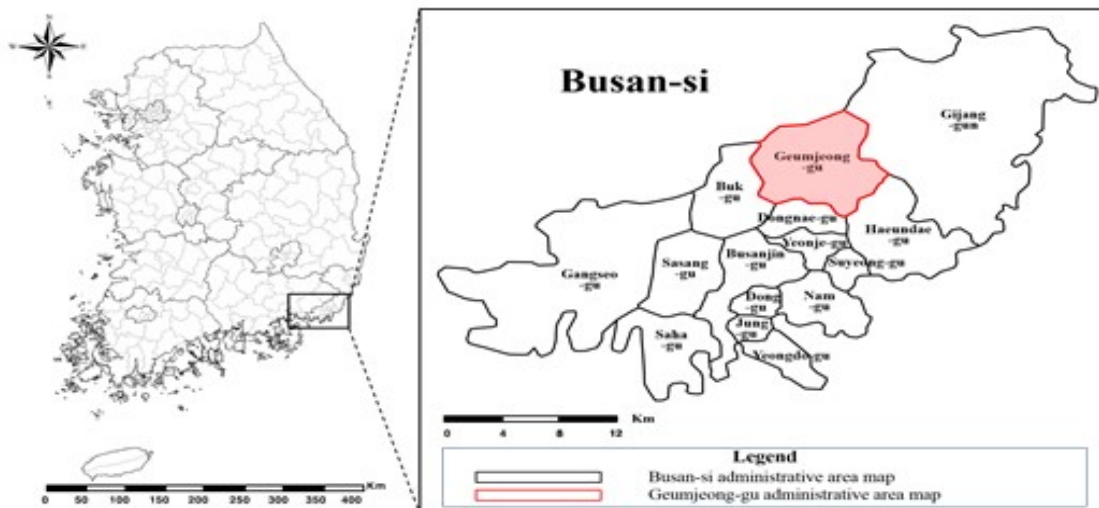 N
W
E
S
Busan-si
Gijang
-gun
Geumjeong
-gu
Buk
-gu
Dongnae-gu
Haeundae
-gu
Yeonje-gu
Busanjin
-gu
Suyeong-gu
Sasang
-gu
Gangseo
-gu
Dong
-gu
Nam
-gu
Jung
-gu
Saha
-gu
Yeongdo-gu
Km
0 4 8 12
Km
0 50 100 150 200 250 300 350 400
Legend
Busan-si administrative area map
Geumjeong-gu administrative area map